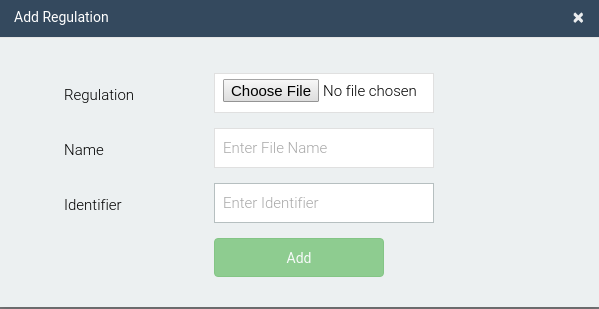 Add Regulation
Regulation Choose File No file chosen
Name Enter File Name
Identifier Enter Identifier
Add